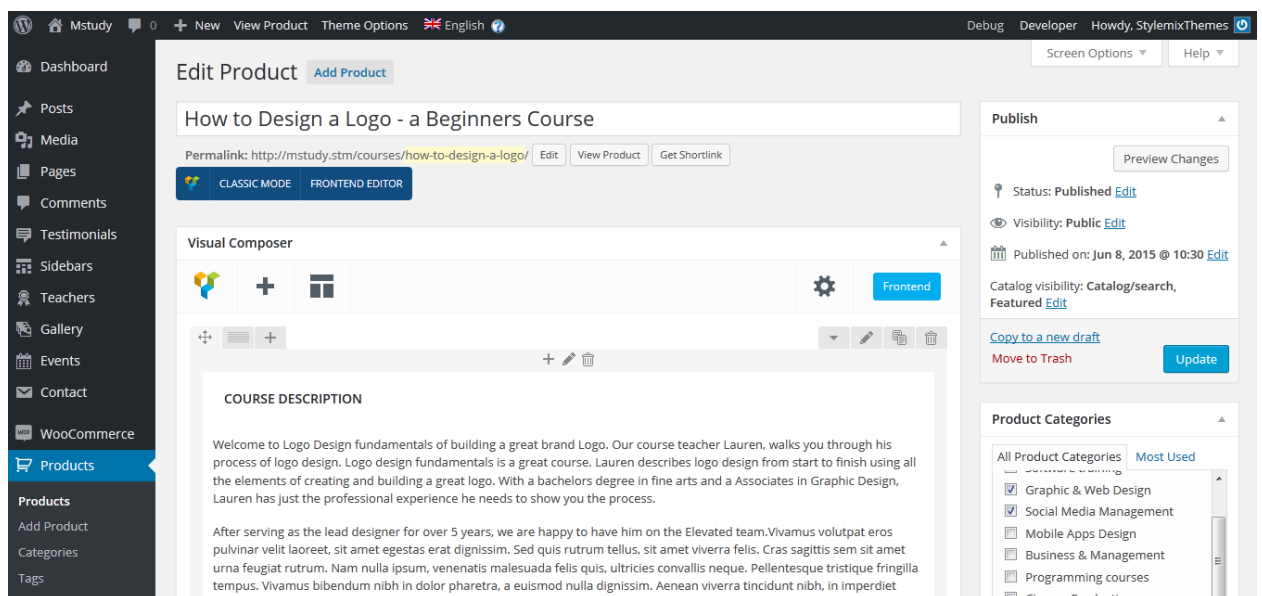 Mstudy 0 New View Product Theme Options English Debug Developer Howdy, StylemixThemes
Screen Options Help
Dashboard
Posts
Media
Pages
Comments
Testimonials
Sidebars
Teachers
Gallery
Events
Contact
WooCommerce
Products
Products
Add Product
Categories
Tags
Edit Product Add Product
How to Design a Logo - a Beginners Course
Permalink: http://mstudy.stm/courses/how-to-design-a-logo/ Edit View Product Get Shortlink
CLASSIC MODE FRONTEND EDITOR
Visual Composer
Frontend
COURSE DESCRIPTION
Welcome to Logo Design fundamentals of building a great brand Logo. Our course teacher Lauren, walks you through his
process of logo design. Logo design fundamentals is a great course. Lauren describes logo design from start to finish using all
the elements of creating and building a great logo. With a bachelors degree in fine arts and a Associates in Graphic Design,
Lauren has just the professional experience he needs to show you the process.
After serving as the lead designer for over 5 years, we are happy to have him on the Elevated team.Vivamus volutpat eros
pulvinar velit laoreet, sit amet egestas erat dignissim. Sed quis rutrum tellus, sit amet viverra felis. Cras sagittis sem sit amet
urna feugiat rutrum. Nam nulla ipsum, venenatis malesuada felis quis, ultricies convallis neque. Pellentesque tristique fringilla
tempus. Vivamus bibendum nibh in dolor pharetra, a euismod nulla dignissim. Aenean viverra tincidunt nibh, in imperdiet
Publish
Preview Changes
Status: Published Edit
Visibility: Public Edit
Published on: Jun 8, 2015 @ 10:30 Edit
Catalog visibility: Catalog/search,
Featured Edit
Copy to a new draft
Move to Trash Update
Product Categories
All Product Categories Most Used
Graphic & Web Design
Social Media Management
Mobile Apps Design
Business & Management
Programming courses